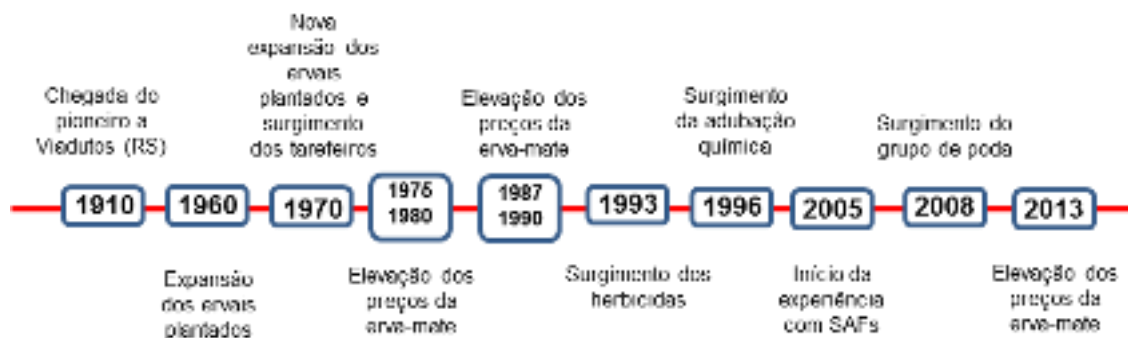 Chegada do
pioneiro a
Viadutos (RS)
1910
1960
Expansão
dos ervais
plantados
Nova
expansão dos
ervais
plantados e
surgimento
dos tarefeiros
1970
1975
1980
Elevação dos
preços da
erva-mate
Elevação dos
preços da
erva-mate
1987
1990
1993
Surgimento dos
herbicidas
Surgimento
da adubação
química
1996
2005
Início da
experiência
com SAFs
Surgimento do
grupo de poda
2008
2013
Elevação dos
preços da
erva-mate